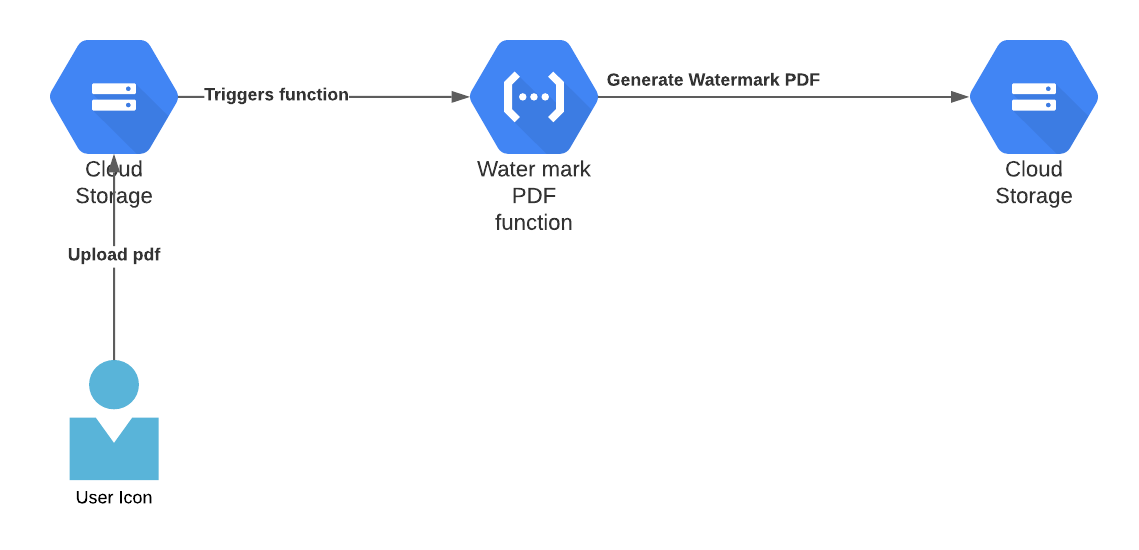 Triggers function
Generate Watermark PDF
Cloud
Storage
Water mark
PDF
function
Cloud
Storage
Upload pdf
User Icon